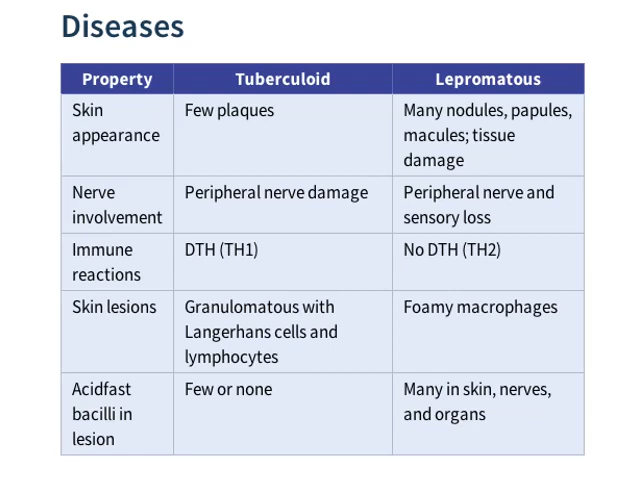 Diseases
Property Tuberculoid Lepromatous
Skin appearance Few plaques Many nodules, papules, macules; tissue damage
Nerve involvement Peripheral nerve damage Peripheral nerve and sensory loss
Immune reactions DTH (TH1) No DTH (TH2)
Skin lesions Granulomatous with Langerhans cells and lymphocytes Foamy macrophages
Acidfast bacilli in lesion Few or none Many in skin, nerves, and organs